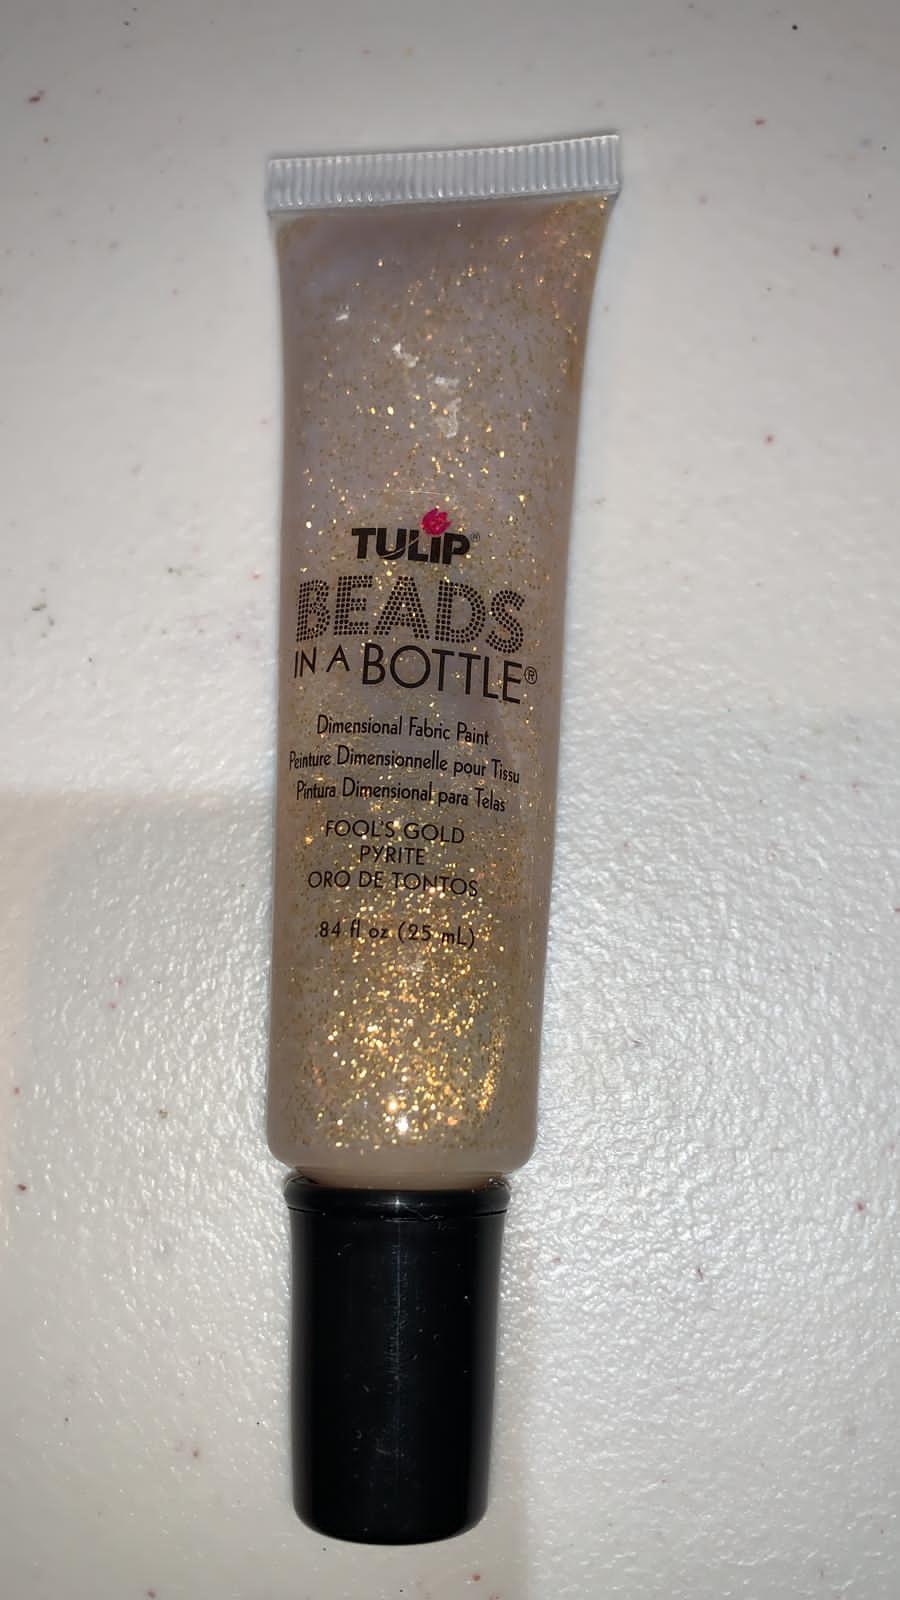 TULIP®
BEADS
IN A BOTTLE®
Dimensional Fabric Paint
Peinture Dimensionnelle pour Tissu
Pintura Dimensional para Telas
FOOL'S GOLD
PYRITE
ORO DE TONTOS
.84 fl oz (25 mL)